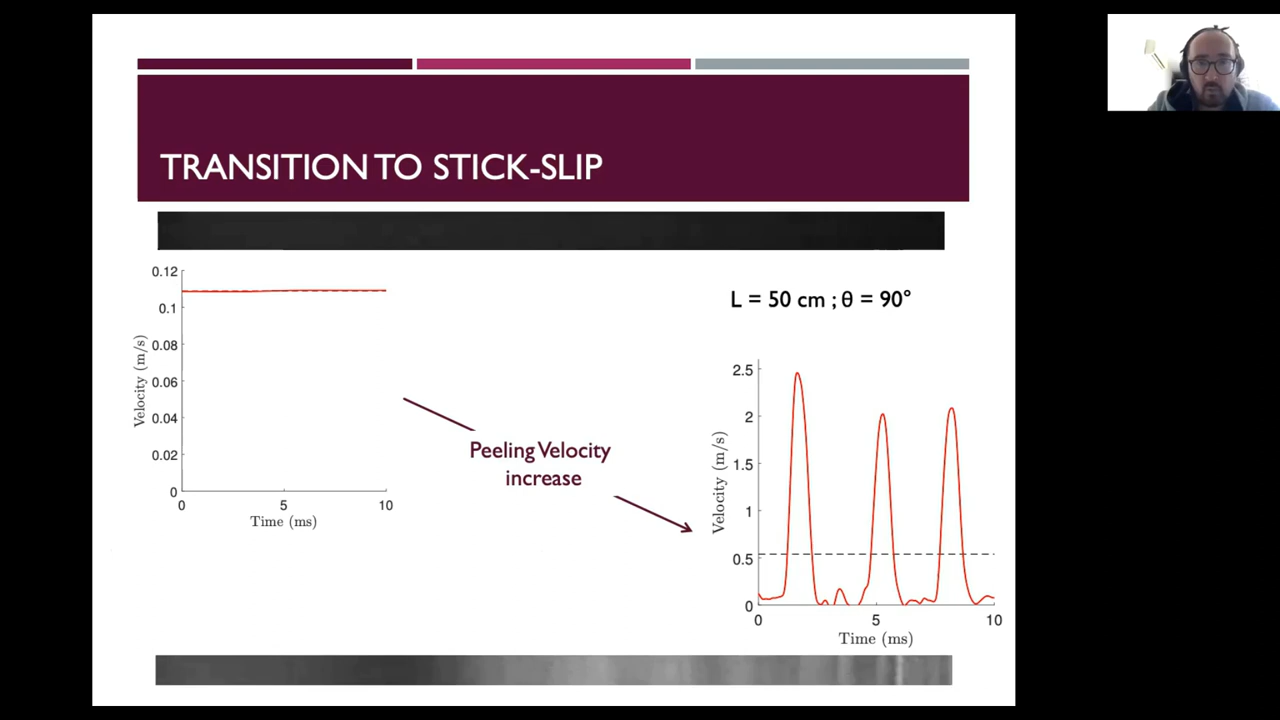 TRANSITION TO STICK-SLIP
0.12
0.1
0.08
0.06
0.04
0.02
0
Velocity (m/s)
0 5 10
Time (ms)
Peeling Velocity
increase
L = 50 cm ; θ = 90°
2.5
2
1.5
1
0.5
0
Velocity (m/s)
0 5 10
Time (ms)